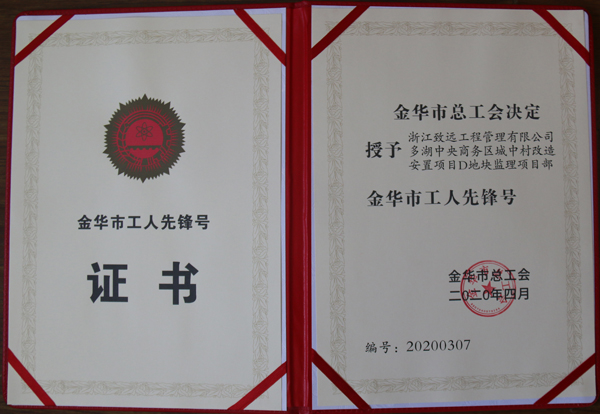 金华市工人先锋号
证书
金华市总工会决定
授予
浙江致远工程管理有限公司
多湖中央商务区城中村改造
安置项目D地块监理项目部
金华市工人先锋号
金华市总工会
二〇二〇年四月
编号：20200307